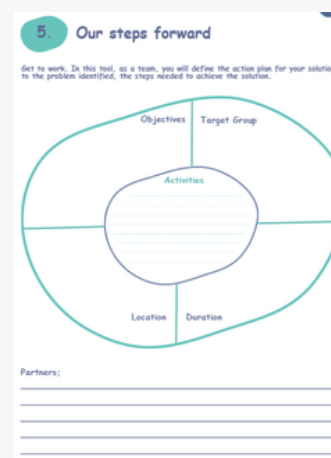 5. Our steps forward
Get to work. In this tool, as a team, you will define the action plan for your
to the problem identified, the steps needed to achieve the solution.
Objectives Target Group
Activities
Location Duration
Partners: